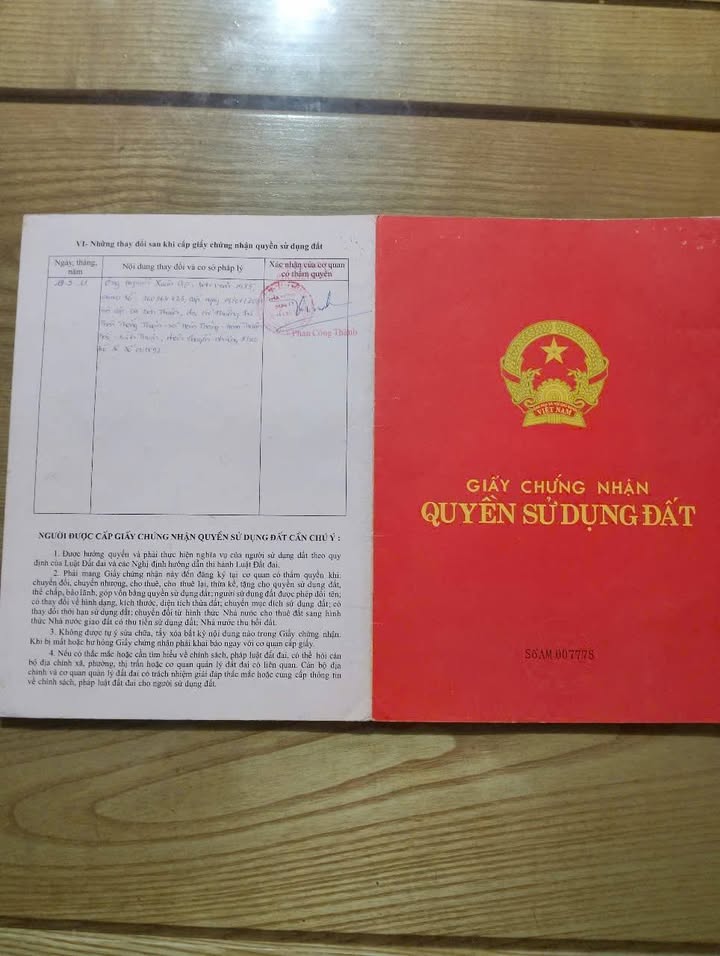 VI- Những thay đổi sau khi cấp giấy chứng nhận quyền sử dụng đất
Ngày, tháng, năm
Nội dung thay đổi và cơ sở pháp lý
Xác nhận của cơ quan có thẩm quyền
Phan Công Thành
NGƯỜI ĐƯỢC CẤP GIẤY CHỨNG NHẬN QUYỀN SỬ DỤNG ĐẤT CẦN CHÚ Ý :
1. Được hưởng quyền và phải thực hiện nghĩa vụ của người sử dụng đất theo quy
định của Luật Đất đai và các Nghị định hướng dẫn thi hành Luật Đất đai.
2. Phải mang Giấy chứng nhận này đến đăng ký tại cơ quan có thẩm quyền khi:
chuyển đổi, chuyển nhượng, cho thuê, cho thuê lại, thừa kế, tặng cho quyền sử dụng đất,
thế chấp, bảo lãnh, góp vốn bằng quyền sử dụng đất; người sử dụng đất được phép đổi tên;
có thay đổi về hình dạng, kích thước, diện tích thửa đất; chuyển mục đích sử dụng đất; có
thay đổi thời hạn sử dụng đất; chuyển đổi từ hình thức Nhà nước cho thuê đất sang hình
thức Nhà nước giao đất có thu tiền sử dụng đất; Nhà nước thu hồi đất.
3. Không được tự ý sửa chữa, tẩy xóa bất kỳ nội dung nào trong Giấy chứng nhận.
Khi bị mất hoặc hư hỏng Giấy chứng nhận phải khai báo ngay với cơ quan cấp giấy.
4. Nếu có thắc mắc hoặc cần tìm hiểu về chính sách, pháp luật đất đai, có thể hỏi cán
bộ địa chính xã, phường, thị trấn hoặc cơ quan quản lý đất đai có liên quan. Cán bộ địa
chính và cơ quan quản lý đất đai có trách nhiệm giải đáp thắc mắc hoặc cung cấp thông tin
về chính sách, pháp luật đất đai cho người sử dụng đất.
VIỆT NAM
GIẤY CHỨNG NHẬN
QUYỀN SỬ DỤNG ĐẤT
Số AM 007778